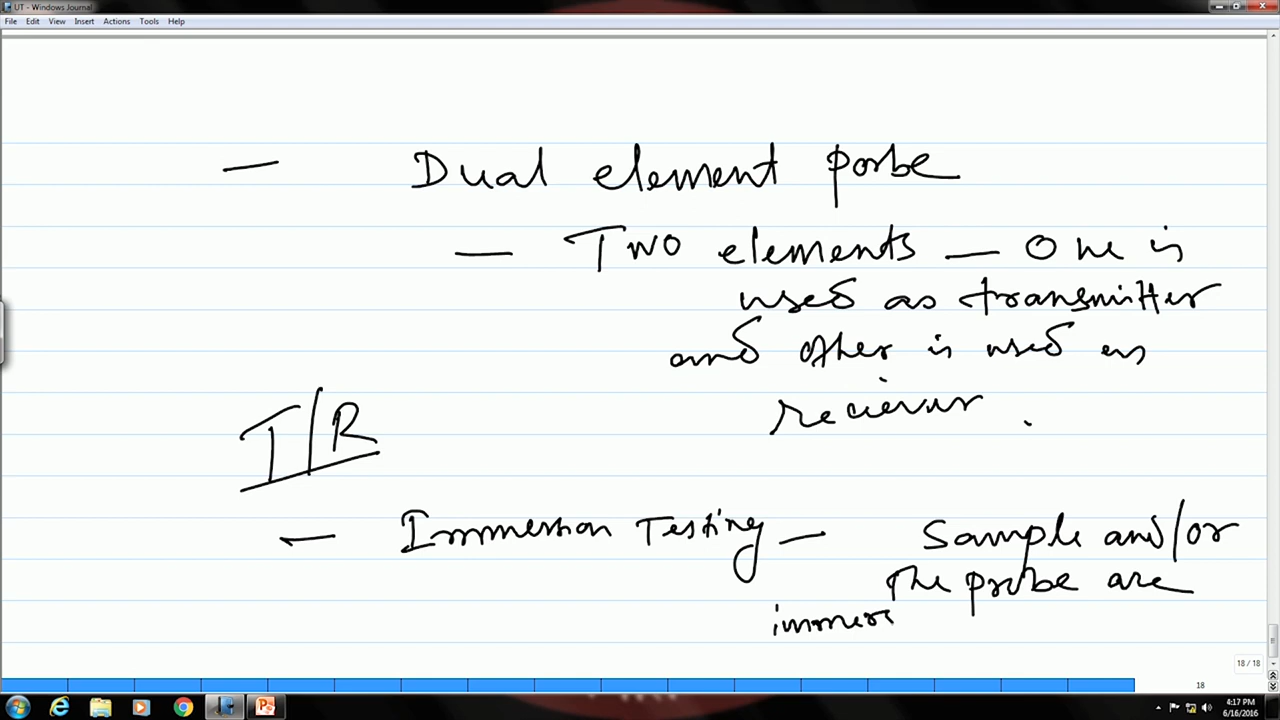 UT - Windows Journal
File Edit View Insert Actions Tools Help
— Dual element porbe
— Two elements — One is
used as transmitter
and other is used as
reciever .
T/R
— Immersion Testing — Sample and/or
the probe are
immers
18 / 18
18
4:17 PM
6/16/2016